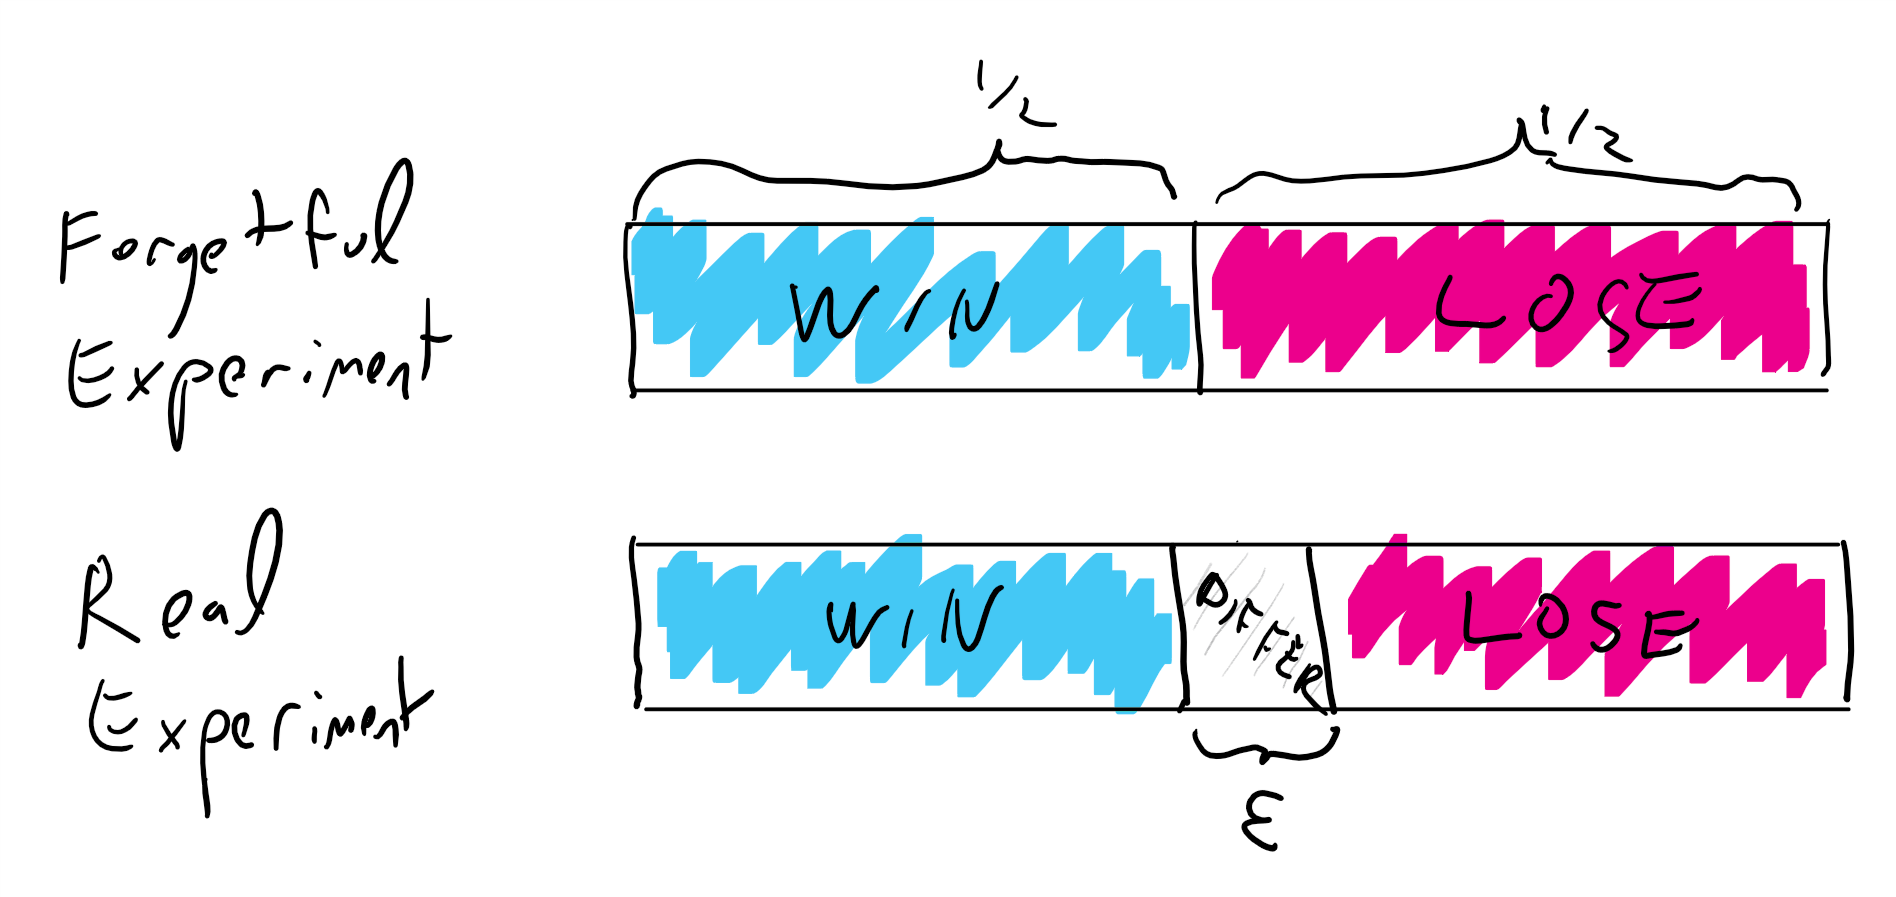 1/2
1/2
Forgetful
Experiment
WIN
LOSE
Real
Experiment
WIN
DIFFER
LOSE
ε